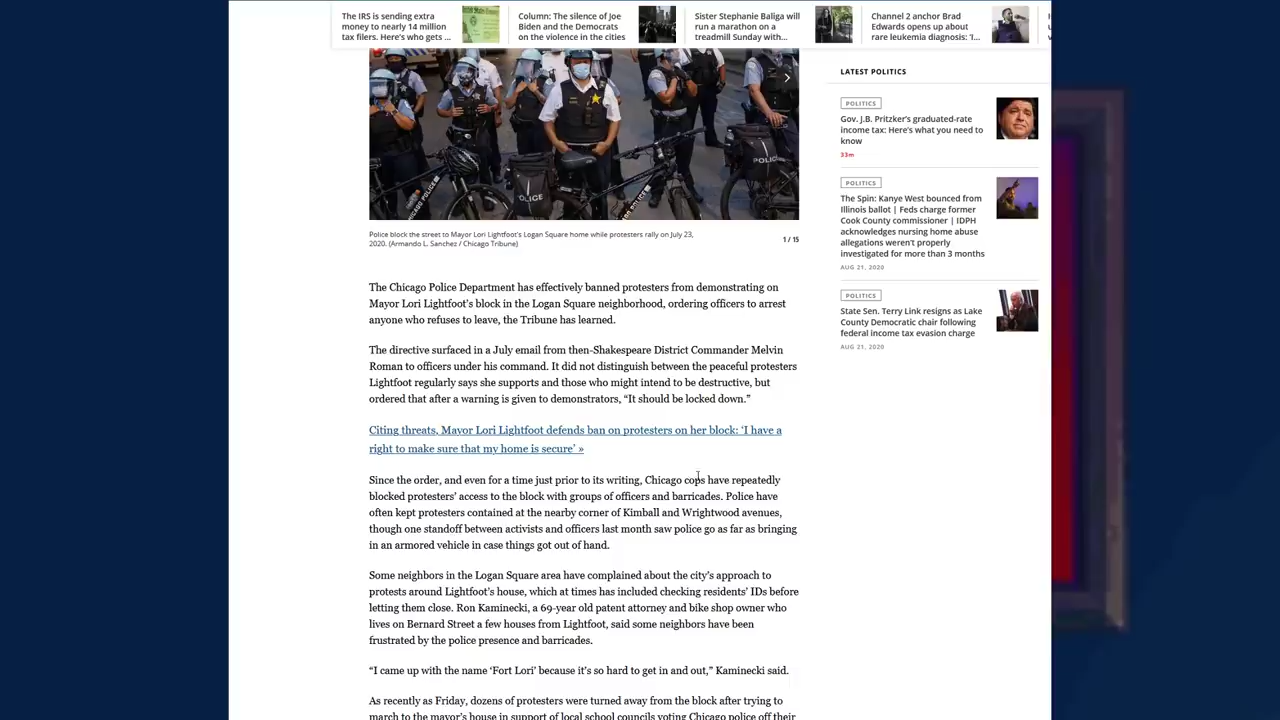 The IRS is sending extra
money to nearly 14 million
tax filers. Here's who gets ...
Column: The silence of Joe
Biden and the Democrats
on the violence in the cities
Sister Stephanie Baliga will
run a marathon on a
treadmill Sunday with...
Channel 2 anchor Brad
Edwards opens up about
rare leukemia diagnosis: 'I...
POLICE
CHICAGO POLICE
POLICE
Police block the street to Mayor Lori Lightfoot's Logan Square home while protesters rally on July 23,
2020. (Armando L. Sanchez / Chicago Tribune)
1 / 15
The Chicago Police Department has effectively banned protesters from demonstrating on
Mayor Lori Lightfoot’s block in the Logan Square neighborhood, ordering officers to arrest
anyone who refuses to leave, the Tribune has learned.
The directive surfaced in a July email from then-Shakespeare District Commander Melvin
Roman to officers under his command. It did not distinguish between the peaceful protesters
Lightfoot regularly says she supports and those who might intend to be destructive, but
ordered that after a warning is given to demonstrators, “It should be locked down.”
Citing threats, Mayor Lori Lightfoot defends ban on protesters on her block: ‘I have a
right to make sure that my home is secure’ »
Since the order, and even for a time just prior to its writing, Chicago cops have repeatedly
blocked protesters’ access to the block with groups of officers and barricades. Police have
often kept protesters contained at the nearby corner of Kimball and Wrightwood avenues,
though one standoff between activists and officers last month saw police go as far as bringing
in an armored vehicle in case things got out of hand.
Some neighbors in the Logan Square area have complained about the city’s approach to
protests around Lightfoot’s house, which at times has included checking residents’ IDs before
letting them close. Ron Kaminecki, a 69-year old patent attorney and bike shop owner who
lives on Bernard Street a few houses from Lightfoot, said some neighbors have been
frustrated by the police presence and barricades.
“I came up with the name ‘Fort Lori’ because it’s so hard to get in and out,” Kaminecki said.
As recently as Friday, dozens of protesters were turned away from the block after trying to
march to the mayor’s house in support of local school councils voting Chicago police off their
LATEST POLITICS
POLITICS
Gov. J.B. Pritzker's graduated-rate
income tax: Here's what you need to
know
33m
POLITICS
The Spin: Kanye West bounced from
Illinois ballot | Feds charge former
Cook County commissioner | IDPH
acknowledges nursing home abuse
allegations weren't properly
investigated for more than 3 months
AUG 21, 2020
POLITICS
State Sen. Terry Link resigns as Lake
County Democratic chair following
federal income tax evasion charge
AUG 21, 2020